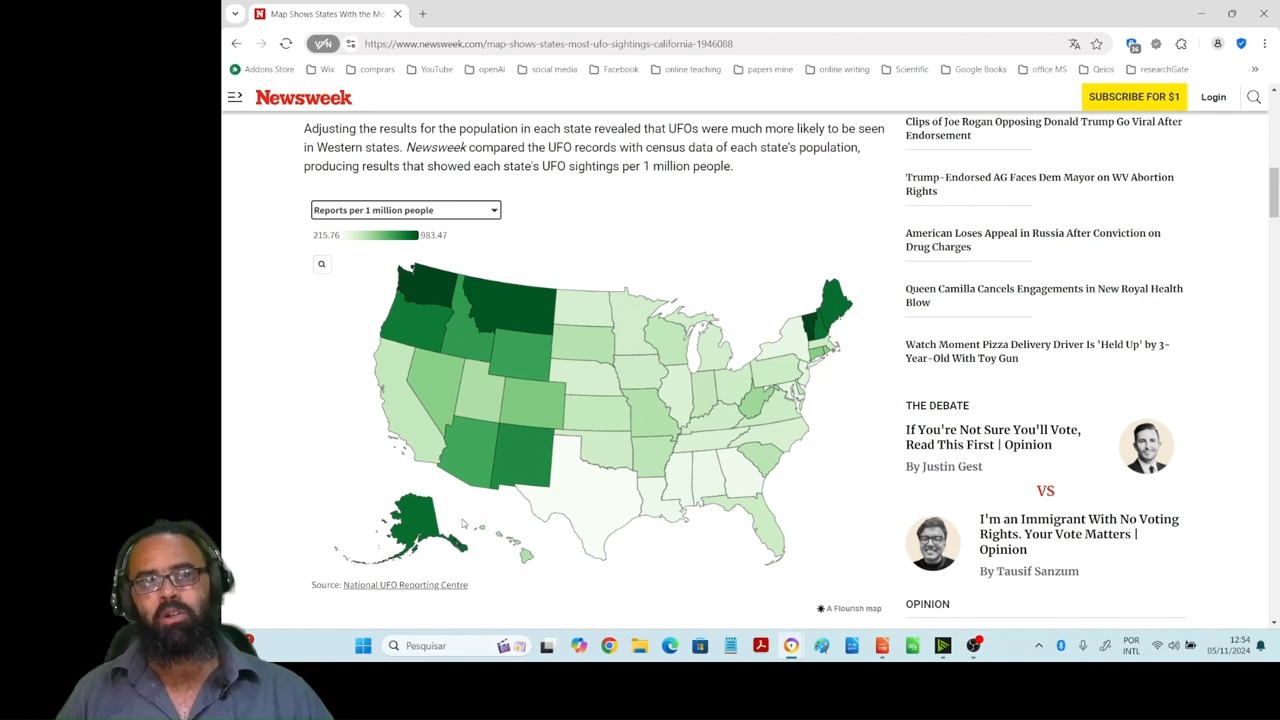 Map Shows States With the Mo
https://www.newsweek.com/map-shows-states-most-ufo-sightings-california-1946088
Addons Store
Wix
comprars
YouTube
openAI
social media
Facebook
online teaching
papers mine
online writing
Scientific
Google Books
office MS
Qeios
researchGate
Newsweek
SUBSCRIBE FOR $1
Login
Adjusting the results for the population in each state revealed that UFOs were much more likely to be seen
in Western states. Newsweek compared the UFO records with census data of each state's population,
producing results that showed each state's UFO sightings per 1 million people.
Reports per 1 million people
215.76
983.47
Source: National UFO Reporting Centre
A Flourish map
Clips of Joe Rogan Opposing Donald Trump Go Viral After
Endorsement
Trump-Endorsed AG Faces Dem Mayor on WV Abortion
Rights
American Loses Appeal in Russia After Conviction on
Drug Charges
Queen Camilla Cancels Engagements in New Royal Health
Blow
Watch Moment Pizza Delivery Driver Is 'Held Up' by 3-
Year-Old With Toy Gun
THE DEBATE
If You're Not Sure You'll Vote,
Read This First | Opinion
By Justin Gest
VS
I'm an Immigrant With No Voting
Rights. Your Vote Matters |
Opinion
By Tausif Sanzum
OPINION
Pesquisar
POR
INTL
12:54
05/11/2024